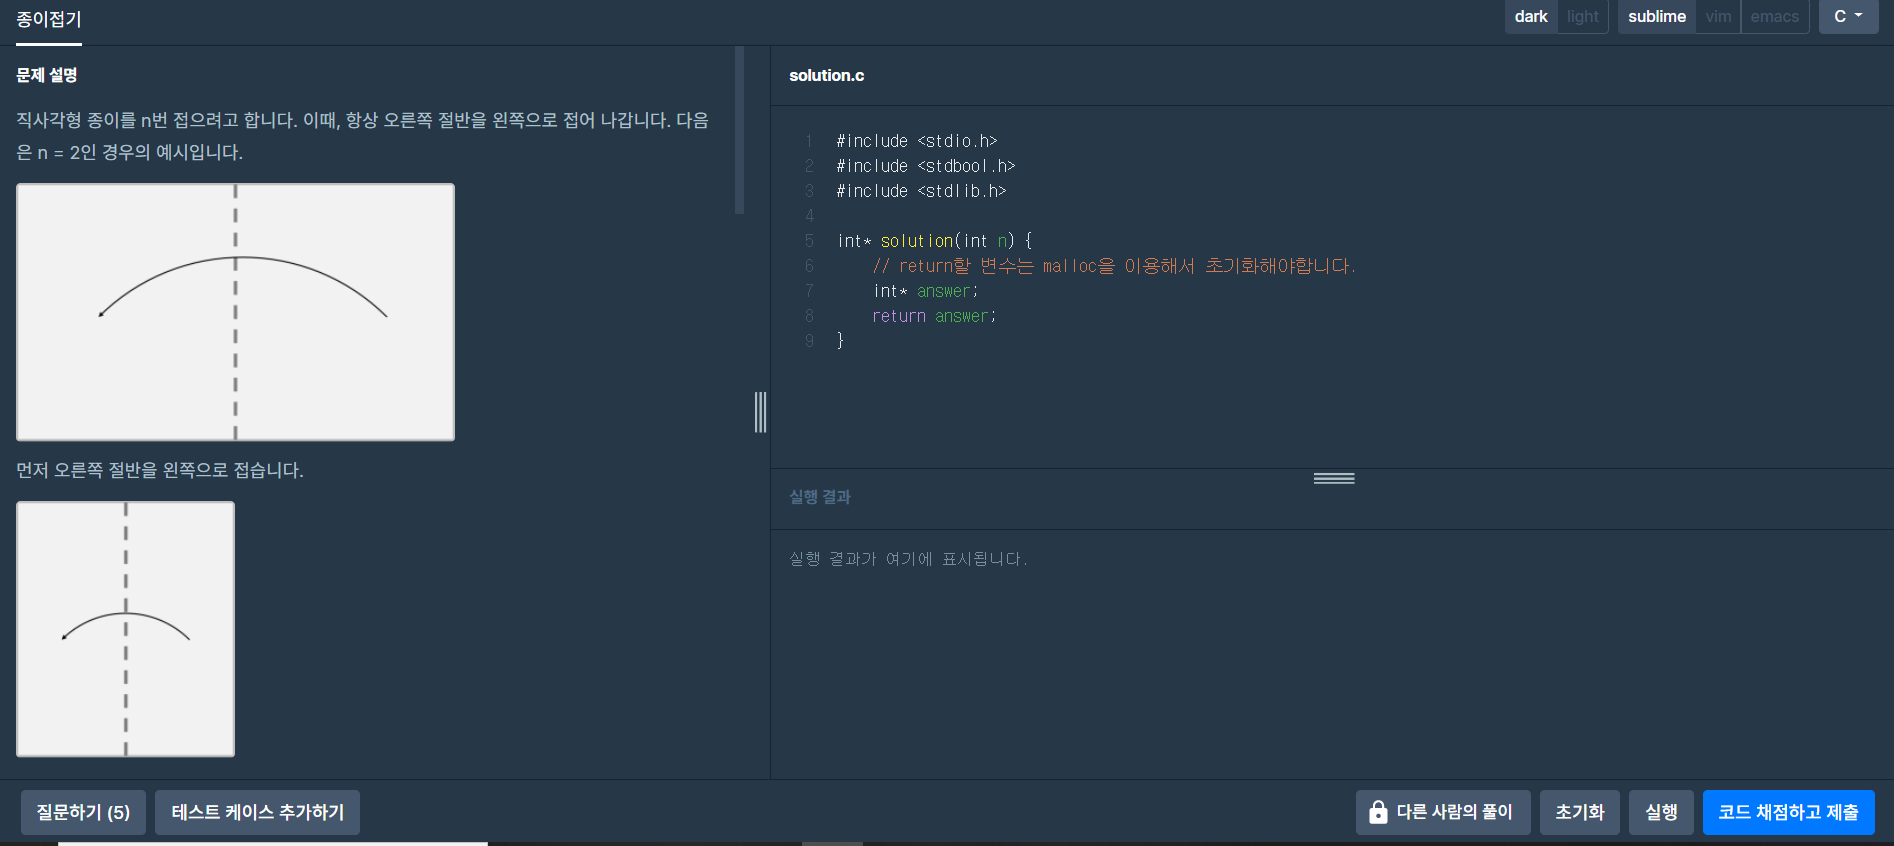 종이접기
dark light sublime vim emacs C
문제 설명
직사각형 종이를 n번 접으려고 합니다. 이때, 항상 오른쪽 절반을 왼쪽으로 접어 나갑니다. 다음
은 n = 2인 경우의 예시입니다.
먼저 오른쪽 절반을 왼쪽으로 접습니다.
solution.c
1 #include <stdio.h>
2 #include <stdbool.h>
3 #include <stdlib.h>
4
5 int* solution(int n) {
6 // return할 변수는 malloc을 이용해서 초기화해야합니다.
7 int* answer;
8 return answer;
9 }
실행 결과
실행 결과가 여기에 표시됩니다.
질문하기 (5) 테스트 케이스 추가하기 다른 사람의 풀이 초기화 실행 코드 채점하고 제출